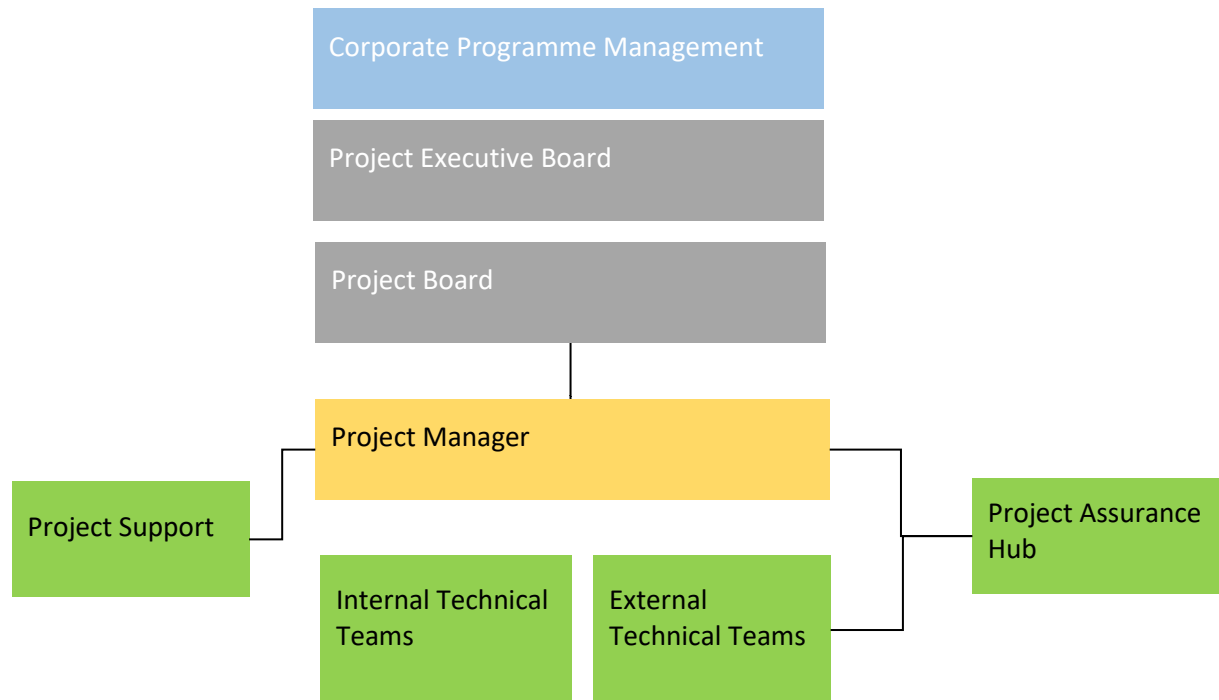 Corporate Programme Management
Project Executive Board
Project Board
Project Manager
Project Support
Project Assurance
Hub
Internal Technical
Teams
External
Technical Teams